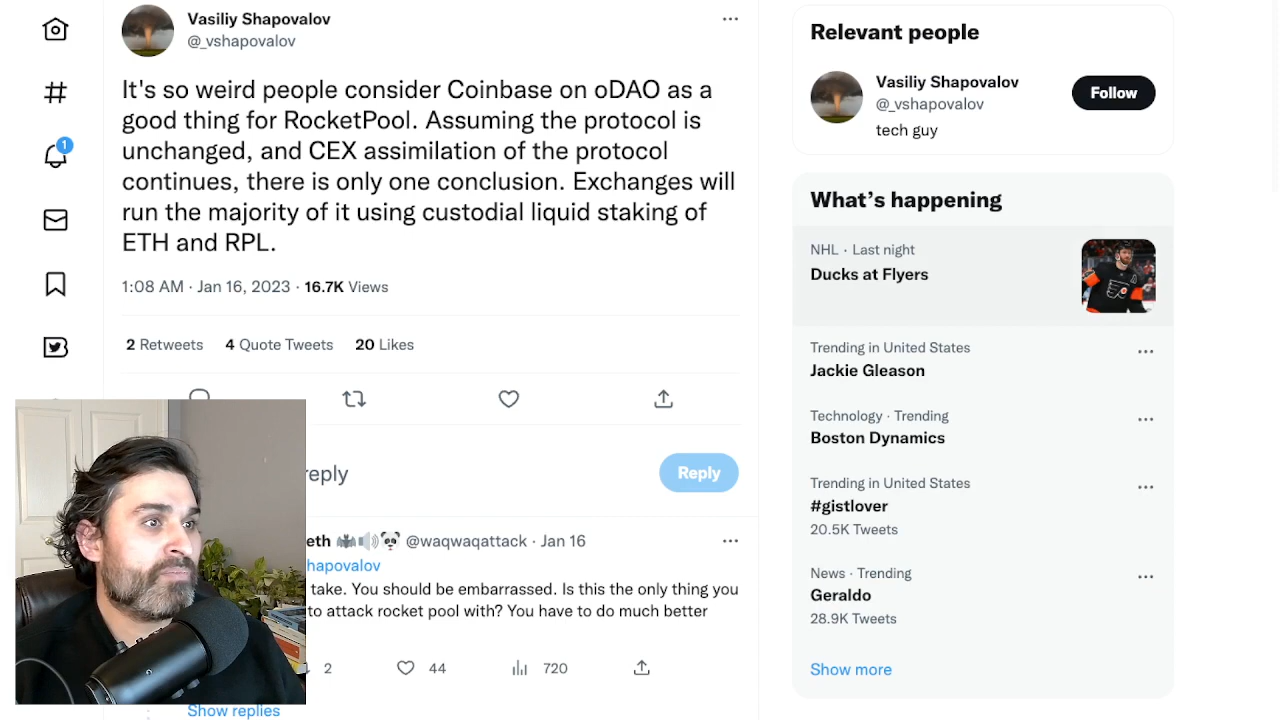 Vasiliy Shapovalov
@_vshapovalov
It's so weird people consider Coinbase on oDAO as a
good thing for RocketPool. Assuming the protocol is
unchanged, and CEX assimilation of the protocol
continues, there is only one conclusion. Exchanges will
run the majority of it using custodial liquid staking of
ETH and RPL.
1:08 AM · Jan 16, 2023 · 16.7K Views
2 Retweets 4 Quote Tweets 20 Likes
reply
Reply
eth @waqwaqattack · Jan 16
hapovalov
take. You should be embarrassed. Is this the only thing you
to attack rocket pool with? You have to do much better
2 44 720
Show replies
1
Relevant people
Vasiliy Shapovalov
@_vshapovalov
Follow
tech guy
What's happening
NHL · Last night
Ducks at Flyers
Trending in United States
Jackie Gleason
Technology · Trending
Boston Dynamics
Trending in United States
#gistlover
20.5K Tweets
News · Trending
Geraldo
28.9K Tweets
Show more